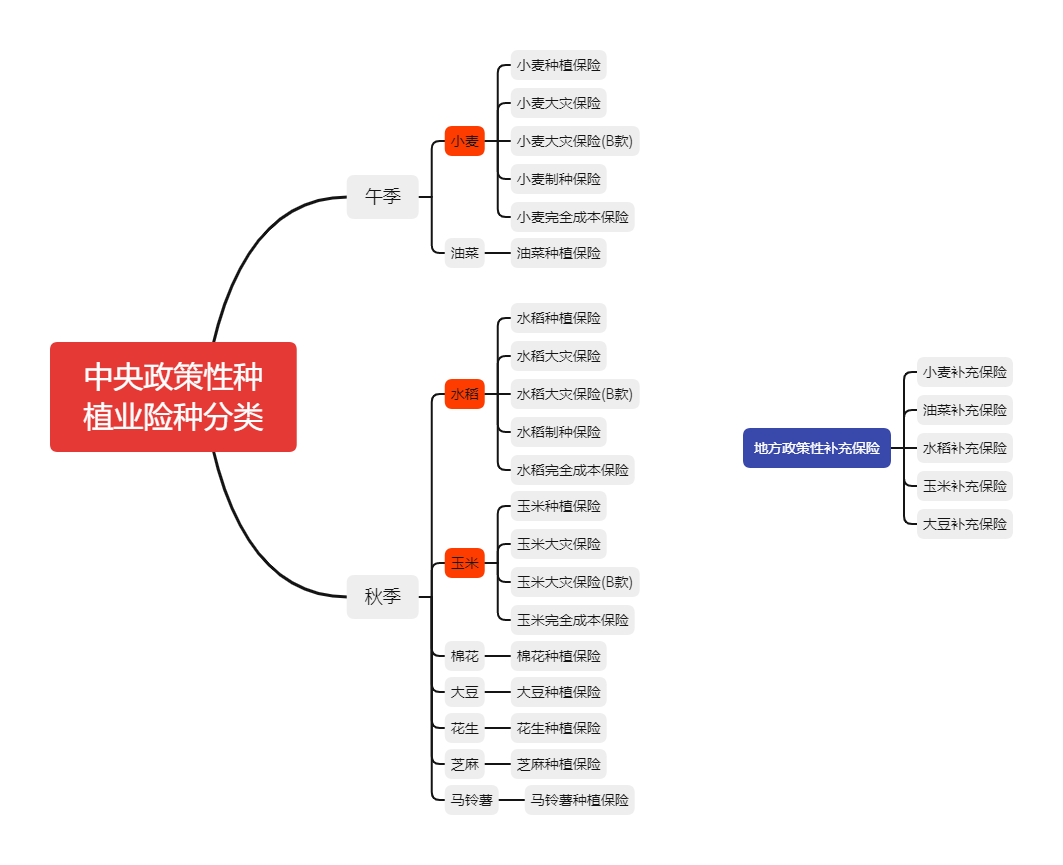 中央政策性种
植业险种分类
午季
小麦
小麦种植保险
小麦大灾保险
小麦大灾保险(B款)
小麦制种保险
小麦完全成本保险
油菜
油菜种植保险
秋季
水稻
水稻种植保险
水稻大灾保险
水稻大灾保险(B款)
水稻制种保险
水稻完全成本保险
玉米
玉米种植保险
玉米大灾保险
玉米大灾保险(B款)
玉米完全成本保险
棉花
棉花种植保险
大豆
大豆种植保险
花生
花生种植保险
芝麻
芝麻种植保险
马铃薯
马铃薯种植保险
地方政策性补充保险
小麦补充保险
油菜补充保险
水稻补充保险
玉米补充保险
大豆补充保险